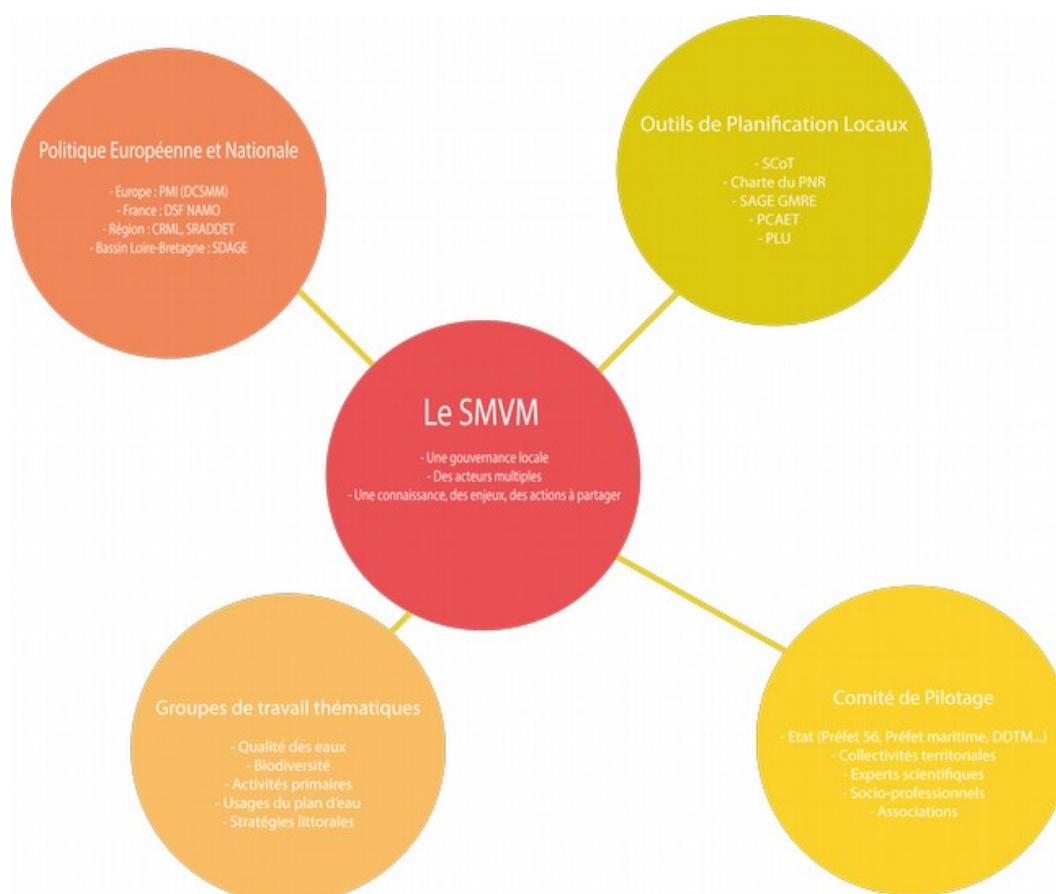 Politique Européenne et Nationale
- Europe : PMI (DCSMM)
- France : DSF NAMO
- Région : CRML, SRADDET
- Bassin Loire-Bretagne : SDAGE
Outils de Planification Locaux
- SCoT
- Charte du PNR
- SAGE GMRE
- PCAET
- PLU
Le SMVM
- Une gouvernance locale
- Des acteurs multiples
- Une connaissance, des enjeux, des actions à partager
Groupes de travail thématiques
- Qualité des eaux
- Biodiversité
- Activités primaires
- Usages du plan d'eau
- Stratégies littorales
Comité de Pilotage
- Etat (Préfet 56, Préfet maritime, DDTM...)
- Collectivités territoriales
- Experts scientifiques
- Socio-professionnels
- Associations